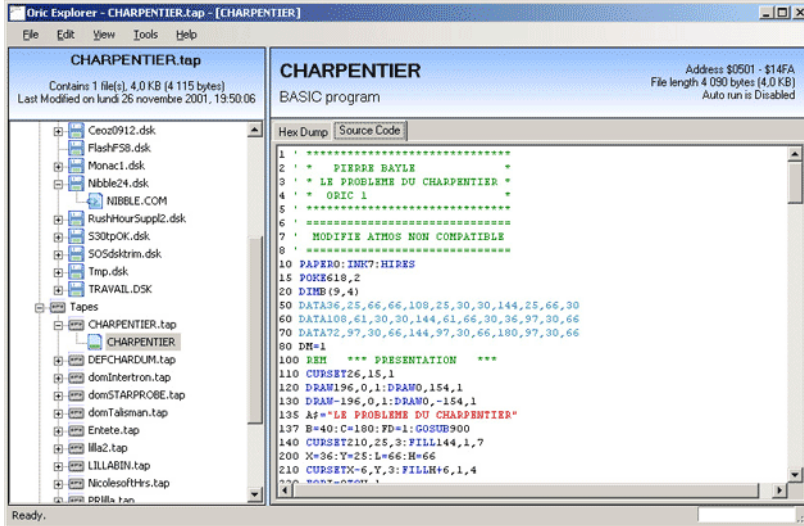 Oric Explorer - CHARPENTIER.tap - [CHARPENTIER]
File Edit View Tools Help
CHARPENTIER.tap
Contains 1 file(s), 4,0 KB (4 115 bytes)
Last Modified on lundi 26 novembre 2001, 19:50:06
Ceoz0912.dsk
FlashFS8.dsk
Monac1.dsk
Nibble24.dsk
NIBBLE.COM
RushHourSuppl2.dsk
S30tpOK.dsk
SOSdsktrim.dsk
Tmp.dsk
TRAVAIL.DSK
Tapes
CHARPENTIER.tap
CHARPENTIER
DEFCHARDUM.tap
domIntertron.tap
domSTARPROBE.tap
domTalisman.tap
Entete.tap
lilla2.tap
LILLABIN.tap
NicolesoftHrs.tap
PRlilla.tap
CHARPENTIER
BASIC program
Address $0501 - $14FA
File length 4 090 bytes (4,0 KB)
Auto run is Disabled
Hex Dump Source Code
1 ' *******************************
2 ' *    PIERRE BAYLE             *
3 ' * LE PROBLEME DU CHARPENTIER *
4 ' *  ORIC 1                     *
5 ' *******************************
6 ' ===============================
7 '  MODIFIE ATMOS NON COMPATIBLE
8 ' ===============================
10 PAPER0:INK7:HIRES
15 POKE618,2
20 DIMB(9,4)
50 DATA36,25,66,66,108,25,30,30,144,25,66,30
60 DATA108,61,30,30,144,61,66,30,36,97,30,66
70 DATA72,97,30,66,144,97,30,66,180,97,30,66
80 DM=1
100 REM   *** PRESENTATION   ***
110 CURSET26,15,1
120 DRAW196,0,1:DRAW0,154,1
130 DRAW-196,0,1:DRAW0,-154,1
135 A$="LE PROBLEME DU CHARPENTIER"
137 B=40:C=180:FD=1:GOSUB900
140 CURSET210,25,3:FILL144,1,7
200 X=36:Y=25:L=66:H=66
210 CURSETX-6,Y,3:FILLH+6,1,4
Ready.